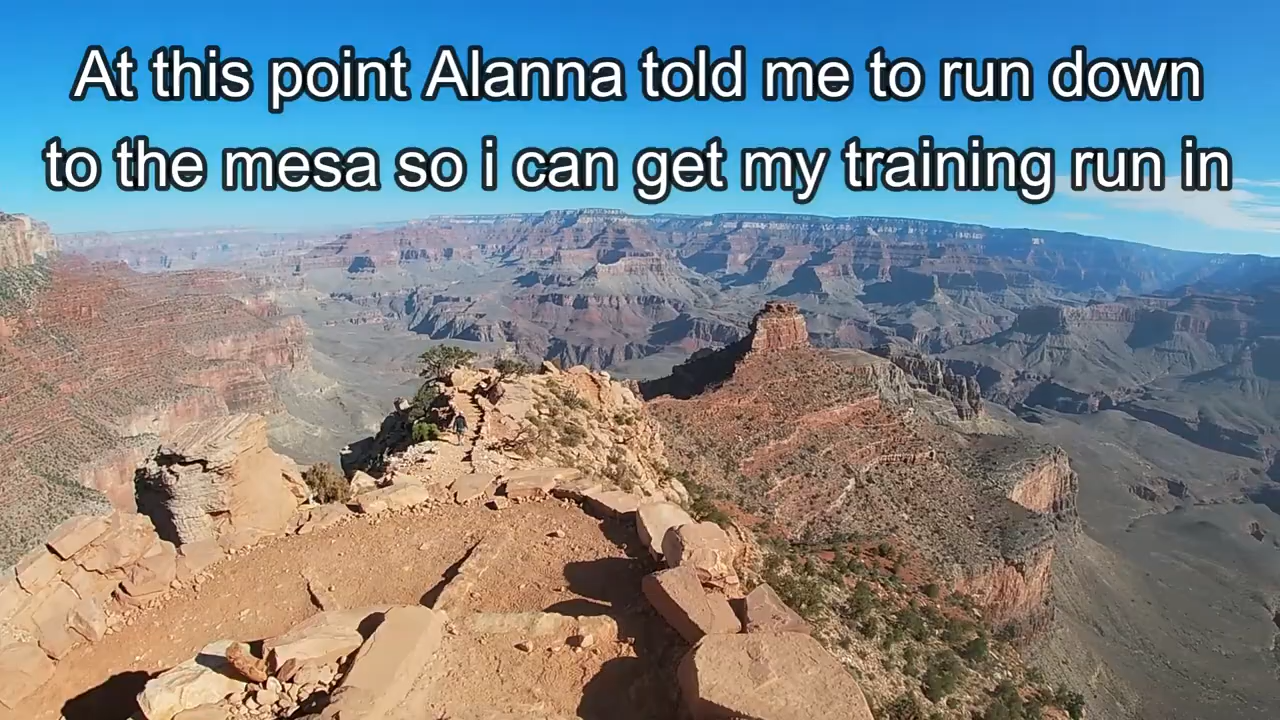 At this point Alanna told me to run down
to the mesa so i can get my training run in